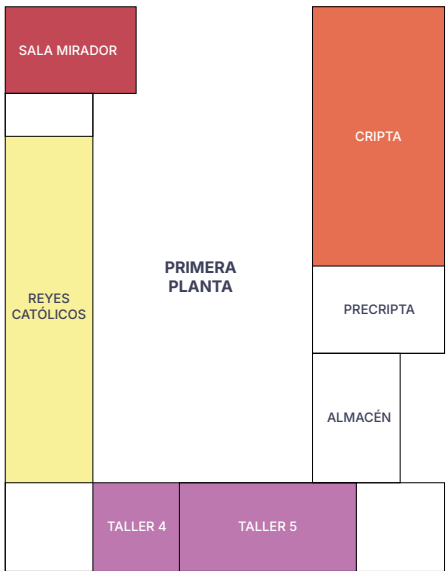 SALA MIRADOR
CRIPTA
PRIMERA
PLANTA
REYES
CATÓLICOS
PRECRIPTA
ALMACÉN
TALLER 4
TALLER 5